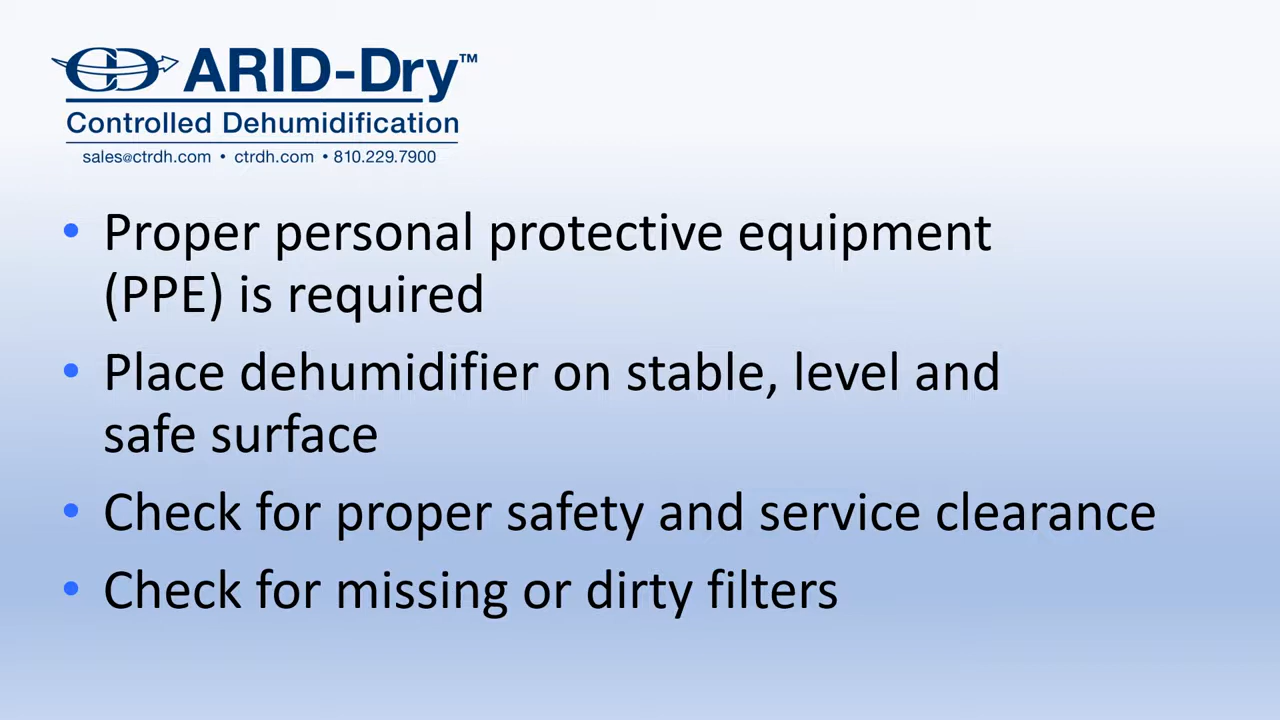 ARID-Dry™
Controlled Dehumidification
sales@ctrdh.com • ctrdh.com • 810.229.7900
• Proper personal protective equipment
(PPE) is required
• Place dehumidifier on stable, level and
safe surface
• Check for proper safety and service clearance
• Check for missing or dirty filters